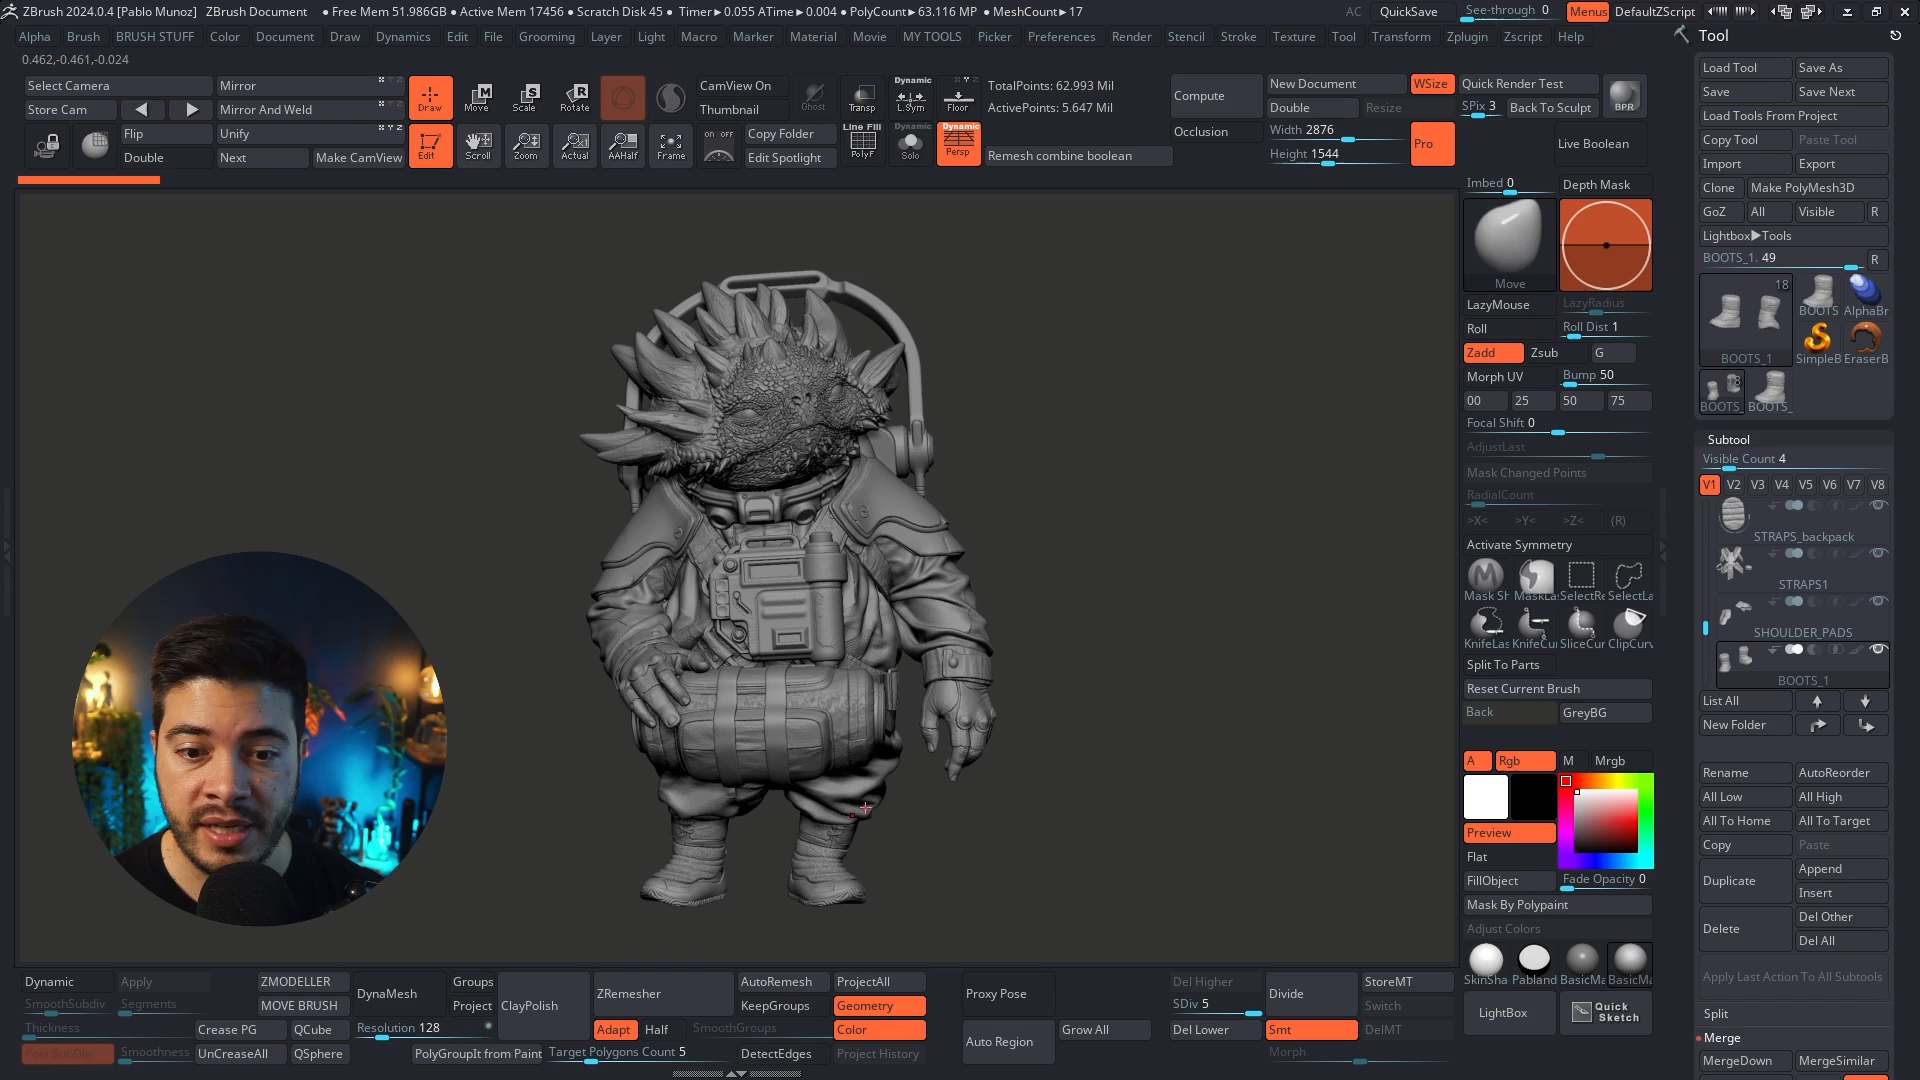 ZBrush 2024.0.4 [Pablo Munoz] ZBrush Document ● Free Mem 51.986GB ● Active Mem 17456 ● Scratch Disk 45 ● Timer►0.055 ATime►0.004 ● PolyCount►63.116 MP ● MeshCount►17 AC QuickSave See-through 0 Menus DefaultZScript
Alpha Brush BRUSH STUFF Color Document Draw Dynamics Edit File Grooming Layer Light Macro Marker Material Movie MY TOOLS Picker Preferences Render Stencil Stroke Texture Tool Transform Zplugin Zscript Help
0.462,-0.461,-0.024
Select Camera
Store Cam
Mirror
Mirror And Weld
Flip
Double
Unify
Next
Make CamView
Draw
Move
Scale
Rotate
Edit
Scroll
Zoom
Actual
AAHalf
Frame
CamView On
Thumbnail
on off
Copy Folder
Edit Spotlight
Ghost
Transp
Dynamic
L.Sym
Floor
Line Fill
PolyF
Dynamic
Solo
Dynamic
Persp
TotalPoints: 62.993 Mil
ActivePoints: 5.647 Mil
Remesh combine boolean
Compute
Occlusion
New Document
Double
Resize
WSize
Width 2876
Height 1544
Pro
Quick Render Test
SPix 3
Back To Sculpt
BPR
Live Boolean
Imbed 0
Depth Mask
Move
LazyMouse
LazyRadius
Roll
Roll Dist 1
Zadd
Zsub
G
Morph UV
Bump 50
00 25 50 75
Focal Shift 0
AdjustLast
Mask Changed Points
RadialCount
>X< >Y< >Z< (R)
Activate Symmetry
Mask Sh MaskLa SelectRe SelectLa
KnifeLas KnifeCur SliceCur ClipCurv
Split To Parts
Reset Current Brush
Back
GreyBG
A
Rgb
M
Mrgb
Preview
Flat
FillObject
Fade Opacity 0
Mask By Polypaint
Adjust Colors
SkinSha Pabland BasicMa BasicMa
LightBox
Quick Sketch
Tool
Load Tool
Save As
Save
Save Next
Load Tools From Project
Copy Tool
Paste Tool
Import
Export
Clone
Make PolyMesh3D
GoZ
All
Visible
R
Lightbox►Tools
BOOTS_1. 49
R
18
BOOTS AlphaBr
BOOTS_1 SimpleB EraserB
18
BOOTS_ BOOTS_
Subtool
Visible Count 4
V1 V2 V3 V4 V5 V6 V7 V8
STRAPS_backpack
STRAPS1
SHOULDER_PADS
BOOTS_1
List All
New Folder
Rename
AutoReorder
All Low
All High
All To Home
All To Target
Copy
Paste
Duplicate
Append
Insert
Delete
Del Other
Del All
Apply Last Action To All Subtools
Split
Merge
MergeDown
MergeSimilar
Dynamic
Apply
SmoothSubdiv
Segments
Thickness
Post SubDiv
Smoothness
ZMODELLER
MOVE BRUSH
Crease PG
QCube
UnCreaseAll
QSphere
DynaMesh
Groups
Project
Resolution 128
PolyGroupIt from Paint
ClayPolish
ZRemesher
Adapt
Half
SmoothGroups
Target Polygons Count 5
AutoRemesh
KeepGroups
DetectEdges
ProjectAll
Geometry
Color
Project History
Proxy Pose
Auto Region
Grow All
Del Higher
SDiv 5
Del Lower
Divide
Smt
Morph
StoreMT
Switch
DelMT